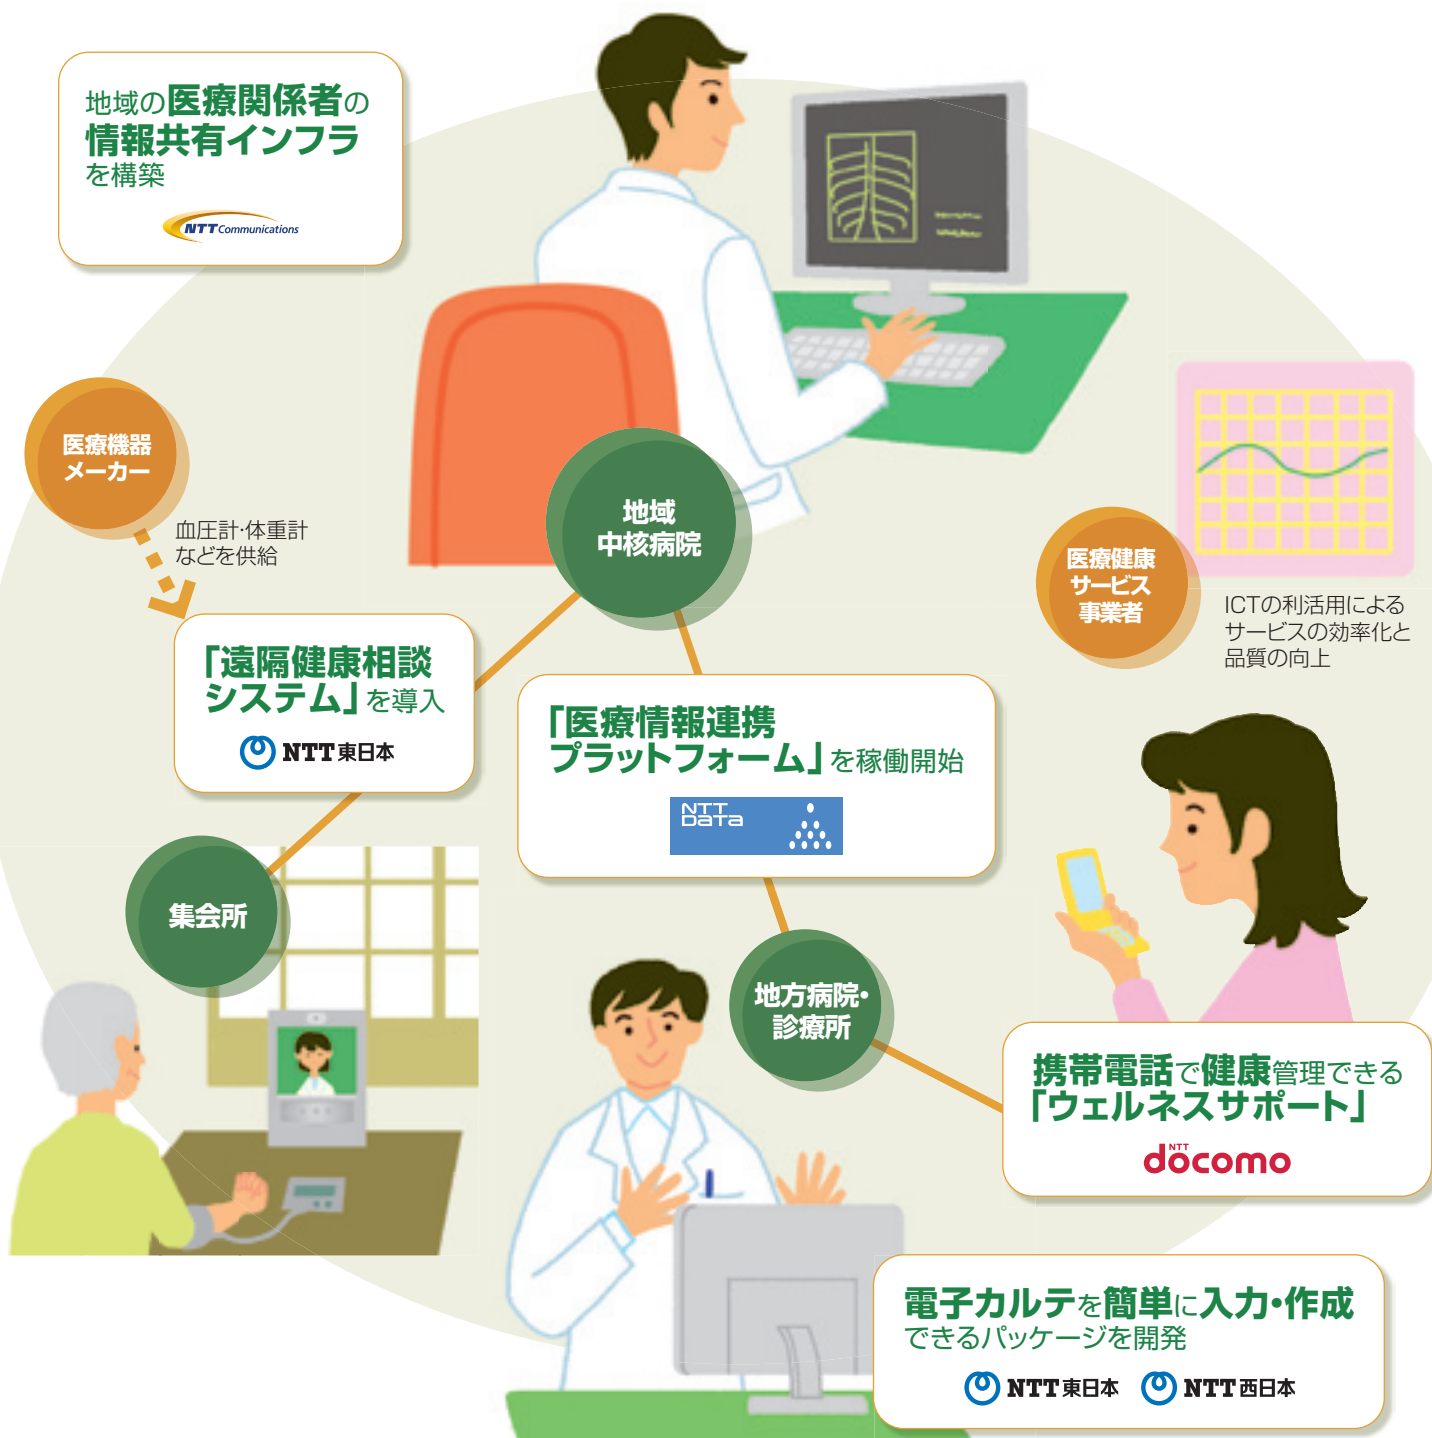 地域の医療関係者の
情報共有インフラ
を構築
NTT Communications
医療機器
メーカー
血圧計・体重計
などを供給
地域
中核病院
医療健康
サービス
事業者
ICTの利活用による
サービスの効率化と
品質の向上
「遠隔健康相談
システム」を導入
NTT東日本
「医療情報連携
プラットフォーム」を稼働開始
NTT
DATA
集会所
地方病院・
診療所
携帯電話で健康管理できる
「ウェルネスサポート」
NTT
docomo
電子カルテを簡単に入力・作成
できるパッケージを開発
NTT東日本 NTT西日本